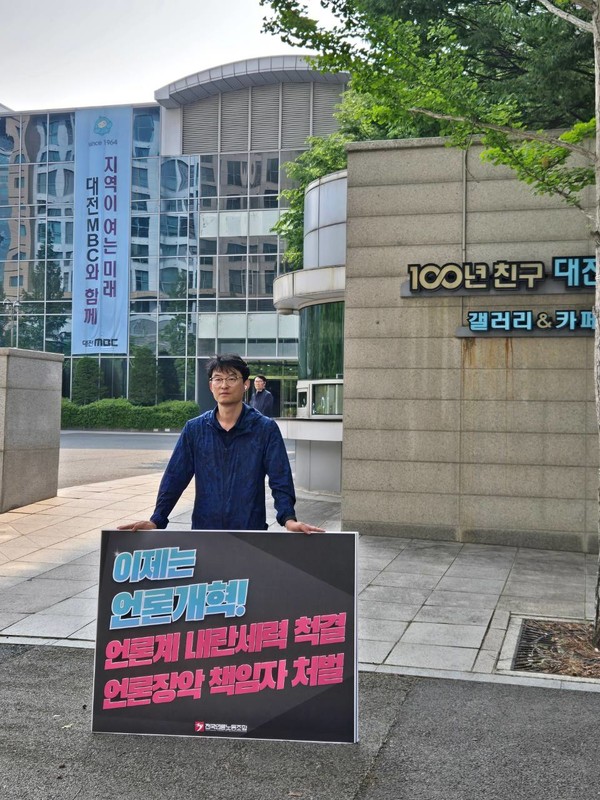 since 1964
지역이 여는 미래
대전MBC와 함께
대전MBC
100년 친구 대전
갤러리 & 카페
이제는
언론개혁!
언론계 내란세력 척결
언론장악 책임자 처벌
전국언론노동조합